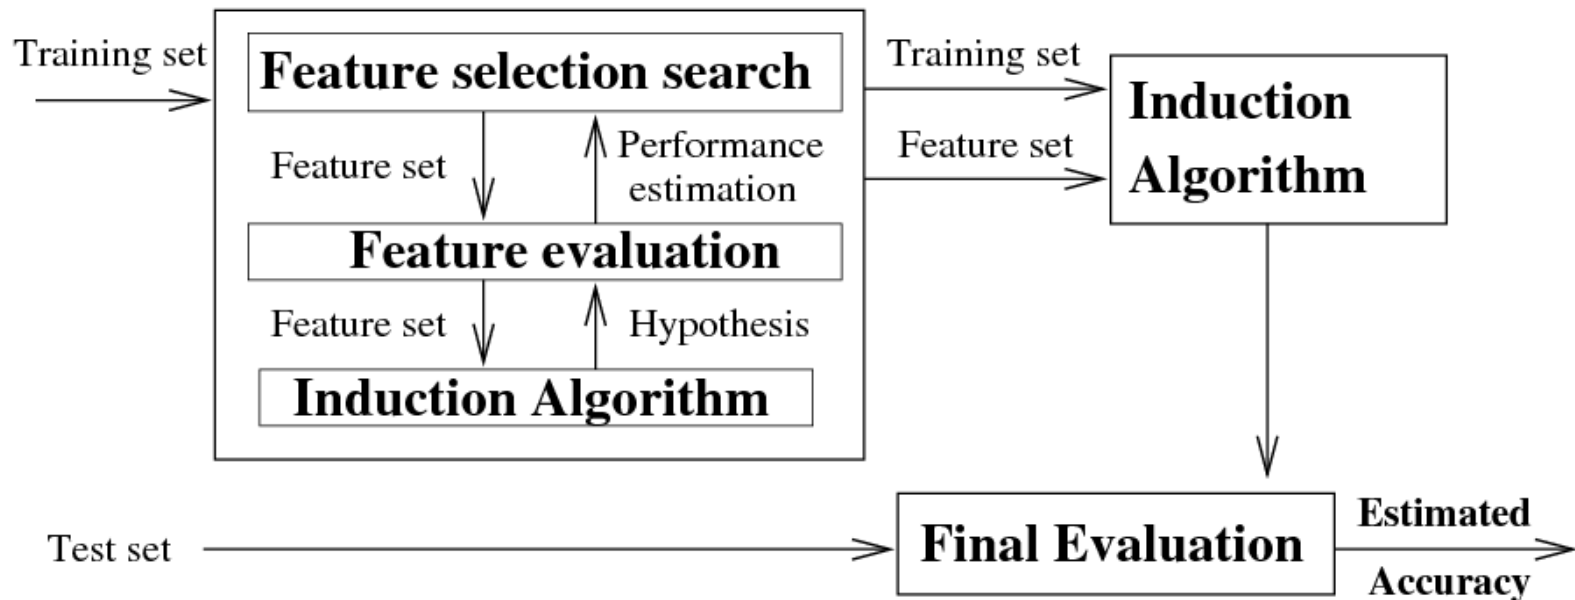 Training set
Feature selection search
Feature set
Performance
estimation
Feature evaluation
Feature set
Hypothesis
Induction Algorithm
Training set
Feature set
Induction
Algorithm
Test set
Final Evaluation
Estimated
Accuracy